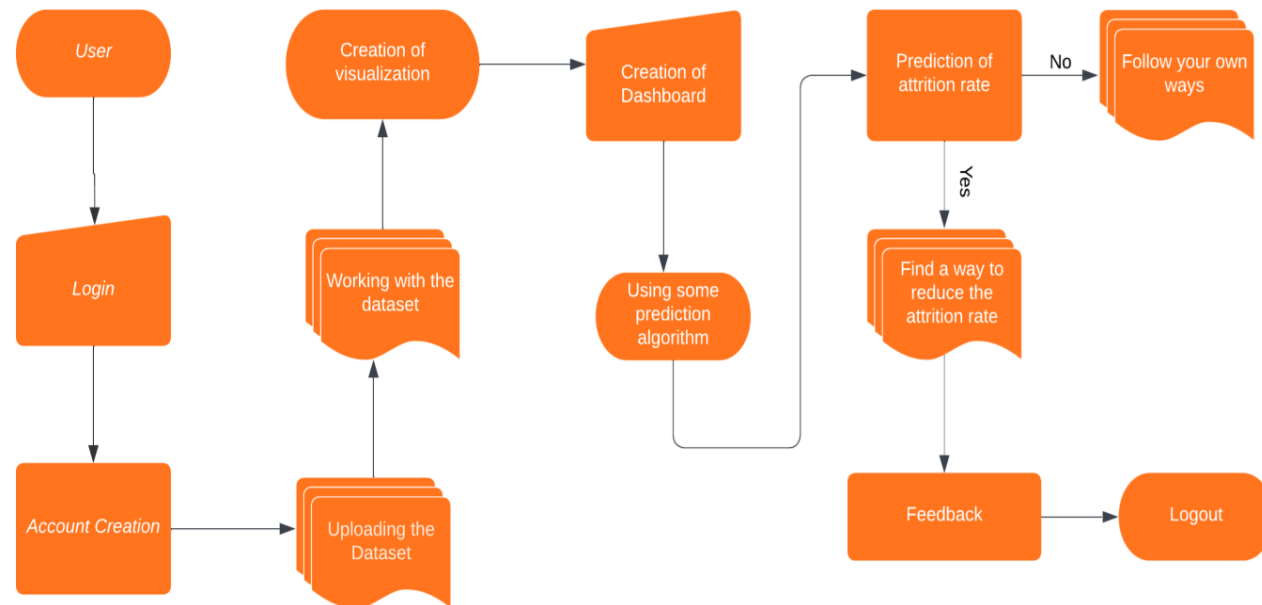 User
Login
Account Creation
Uploading the
Dataset
Working with the
dataset
Creation of
visualization
Creation of
Dashboard
Using some
prediction
algorithm
Prediction of
attrition rate
No
Follow your own
ways
Yes
Find a way to
reduce the
attrition rate
Feedback
Logout